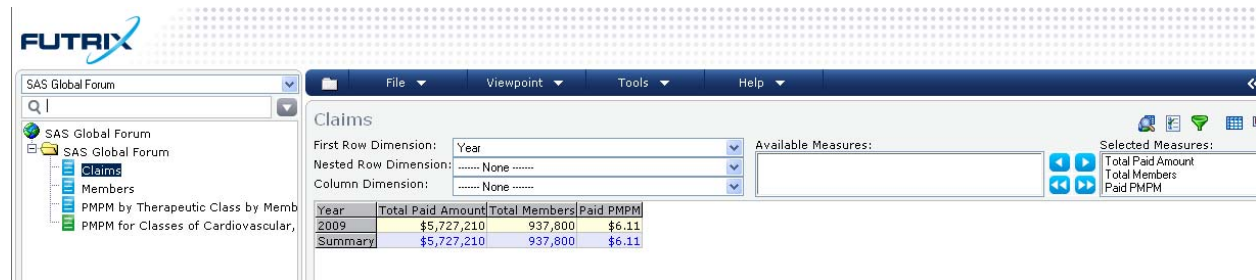 FUTRIX
SAS Global Forum
File
Viewpoint
Tools
Help
SAS Global Forum
SAS Global Forum
Claims
Members
PMPM by Therapeutic Class by Memb
PMPM for Classes of Cardiovascular,
Claims
First Row Dimension: Year
Nested Row Dimension: ------- None -------
Column Dimension: ------- None -------
Available Measures:
Selected Measures:
Total Paid Amount
Total Members
Paid PMPM
Year Total Paid Amount Total Members Paid PMPM
2009 $5,727,210 937,800 $6.11
Summary $5,727,210 937,800 $6.11